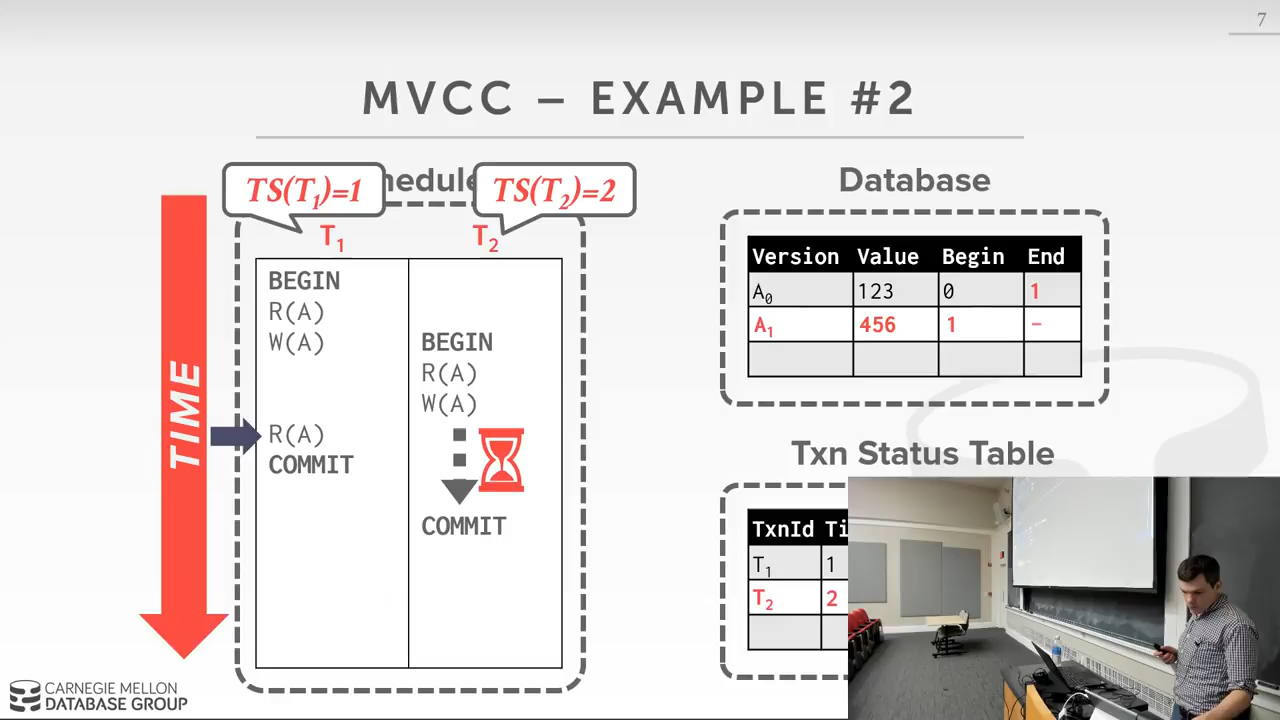 7
MVCC – EXAMPLE #2
TS(T1)=1
TS(T2)=2
Database
T1
T2
TIME
BEGIN
R(A)
W(A)
R(A)
COMMIT
BEGIN
R(A)
W(A)
COMMIT
Version Value Begin End
A0 123 0 1
A1 456 1 –
Txn Status Table
TxnId
T1 1
T2 2
CARNEGIE MELLON
DATABASE GROUP